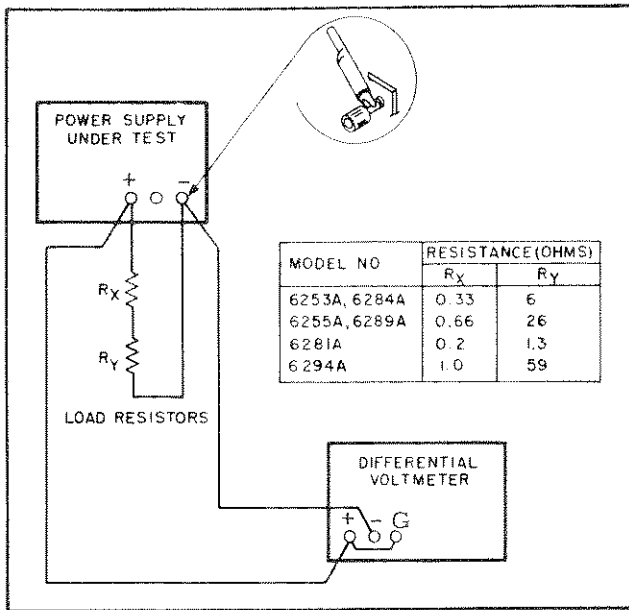 POWER SUPPLY
UNDER TEST
+ -
RX
RY
LOAD RESISTORS
MODEL NO RESISTANCE(OHMS)
RX RY
6253A, 6284A 0.33 6
6255A, 6289A 0.66 26
6281A 0.2 1.3
6294A 1.0 59
DIFFERENTIAL
VOLTMETER
+ - G